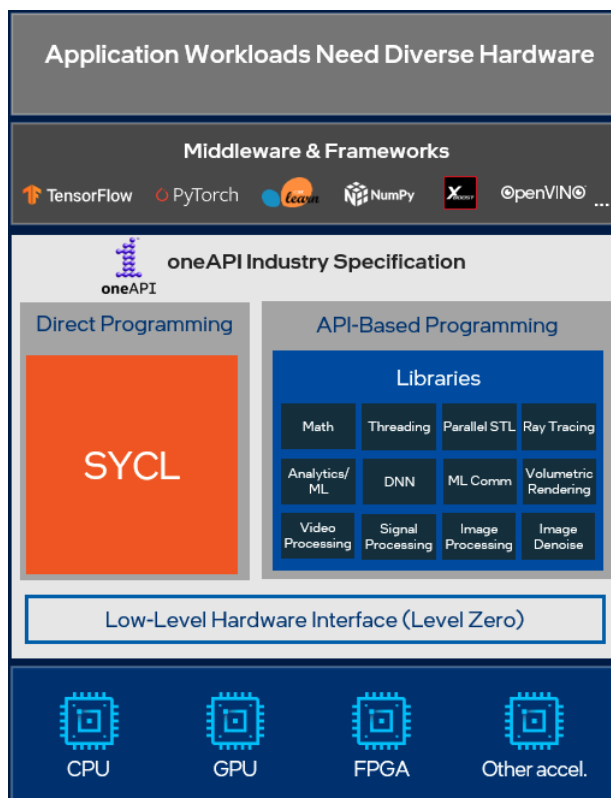 Application Workloads Need Diverse Hardware
Middleware & Frameworks
TensorFlow PyTorch learn NumPy XBOOST OpenVINO ...
oneAPI Industry Specification
oneAPI
Direct Programming
SYCL
API-Based Programming
Libraries
Math Threading Parallel STL Ray Tracing
Analytics/
ML DNN ML Comm Volumetric
Rendering
Video
Processing Signal
Processing Image
Processing Image
Denoise
Low-Level Hardware Interface (Level Zero)
CPU GPU FPGA Other accel.